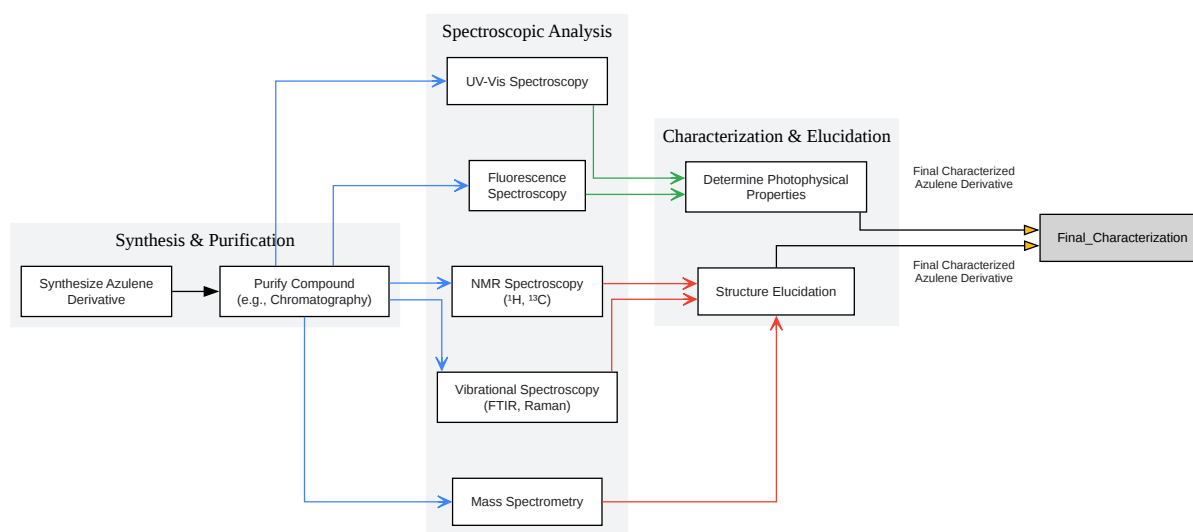 Spectroscopic Analysis
UV-Vis Spectroscopy
Characterization & Elucidation
Fluorescence
Spectroscopy
Determine Photophysical
Properties
Final Characterized
Azulene Derivative
Synthesis & Purification
Final_Characterization
Synthesize Azulene
Derivative
Purify Compound
(e.g., Chromatography)
NMR Spectroscopy
(¹H, ¹³C)
Structure Elucidation
Final Characterized
Azulene Derivative
Vibrational Spectroscopy
(FTIR, Raman)
Mass Spectrometry